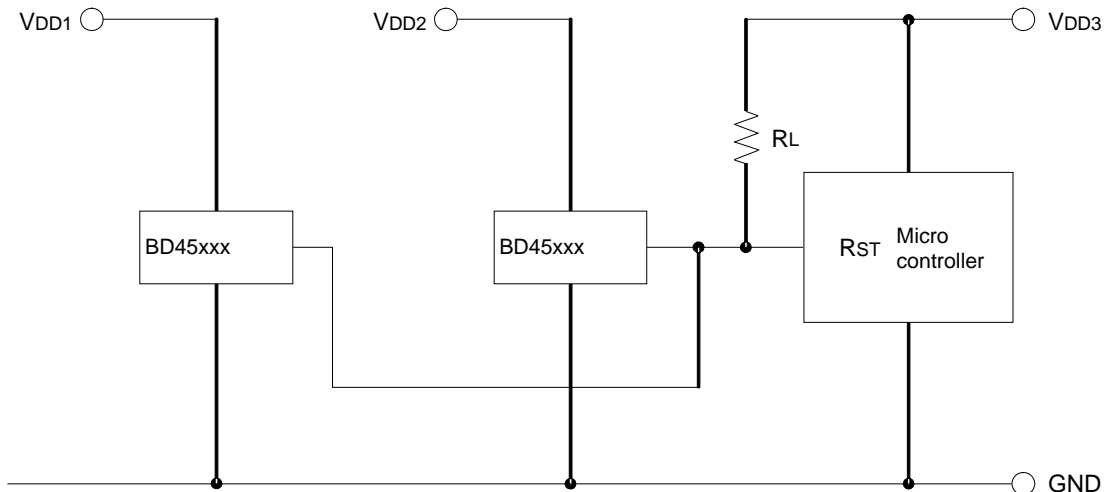 VDD1
VDD2
VDD3
RL
BD45xxx
BD45xxx
RST
Micro
controller
GND